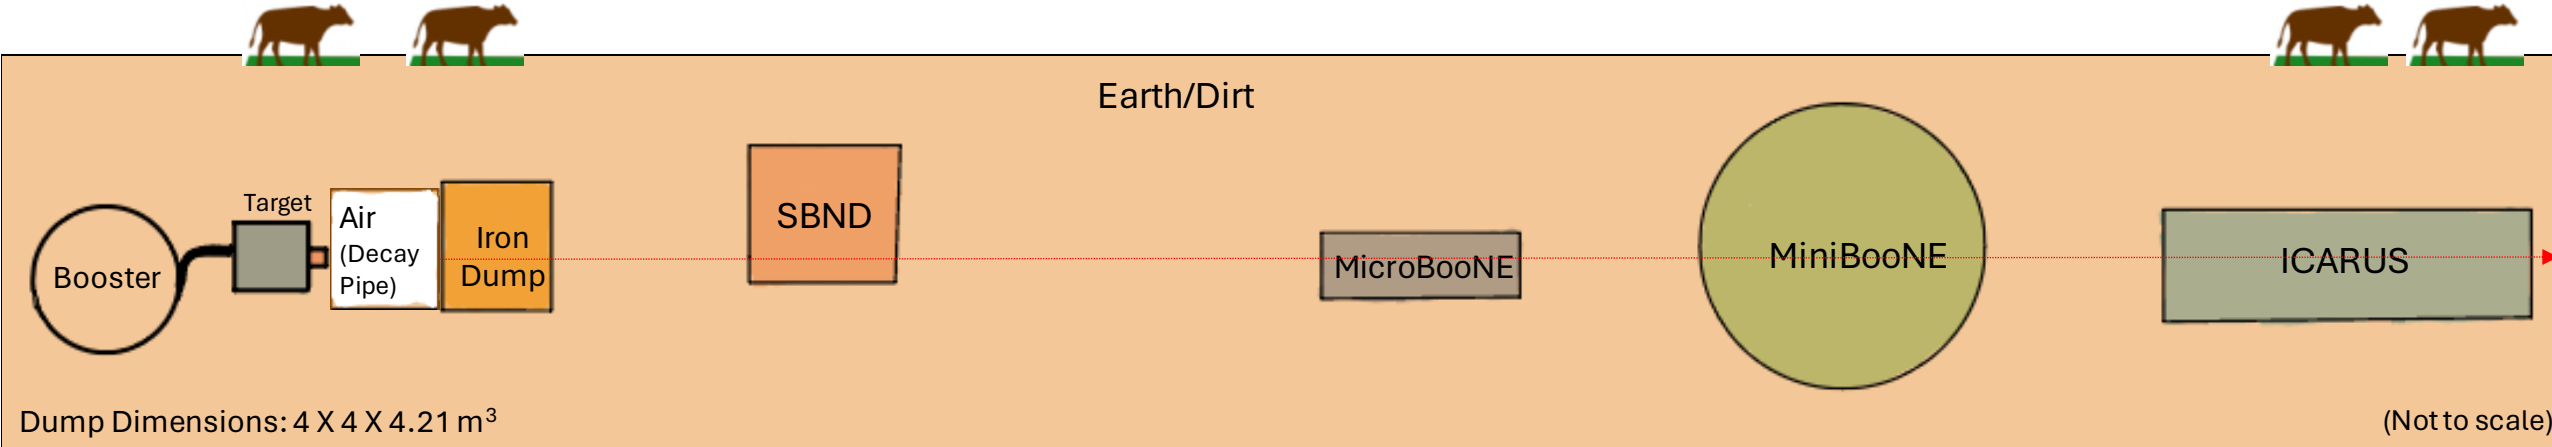 Earth/Dirt
Target
Booster
Air
(Decay
Pipe)
Iron
Dump
SBND
MicroBooNE
MiniBooNE
ICARUS
Dump Dimensions: 4 X 4 X 4.21 m³
(Not to scale)